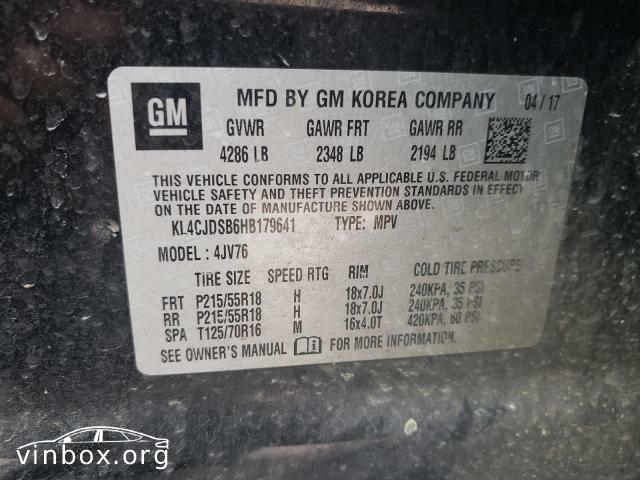 GM MFD BY GM KOREA COMPANY 04 / 17
GVWR GAWR FRT GAWR RR
4286 LB 2348 LB 2194 LB
THIS VEHICLE CONFORMS TO ALL APPLICABLE U.S. FEDERAL MOTOR
VEHICLE SAFETY AND THEFT PREVENTION STANDARDS IN EFFECT
ON THE DATE OF MANUFACTURE SHOWN ABOVE.
KL4CJDSB6HB179641 TYPE: MPV
MODEL : 4JV76
TIRE SIZE SPEED RTG RIM COLD TIRE PRESSURE
FRT P215/55R18 H 18x7.0J 240KPA, 35 PSI
RR P215/55R18 H 18x7.0J 240KPA, 35 PSI
SPA T125/70R16 M 16x4.0T 420KPA, 60 PSI
SEE OWNER'S MANUAL FOR MORE INFORMATION.
vinbox.org